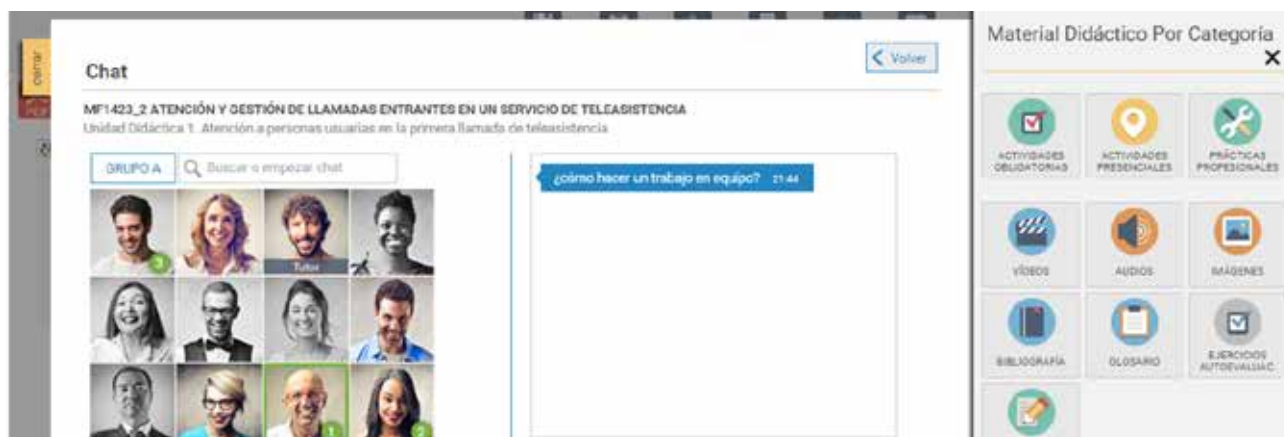 cerrar
Chat
Volver
MF1423_2 ATENCIÓN Y GESTIÓN DE LLAMADAS ENTRANTES EN UN SERVICIO DE TELEASISTENCIA
Unidad Didáctica 1. Atención a personas usuarias en la primera llamada de teleasistencia
GRUPO A
Buscar o empezar chat
¿cómo hacer un trabajo en equipo? 21:44
3
Tutor
1
2
Material Didáctico Por Categoría
ACTIVIDADES OBLIGATORIAS
ACTIVIDADES PRESENCIALES
PRÁCTICAS PROFESIONALES
VÍDEOS
AUDIOS
IMÁGENES
BIBLIOGRAFÍA
GLOSARIO
EJERCICIOS AUTOEVALUAC.